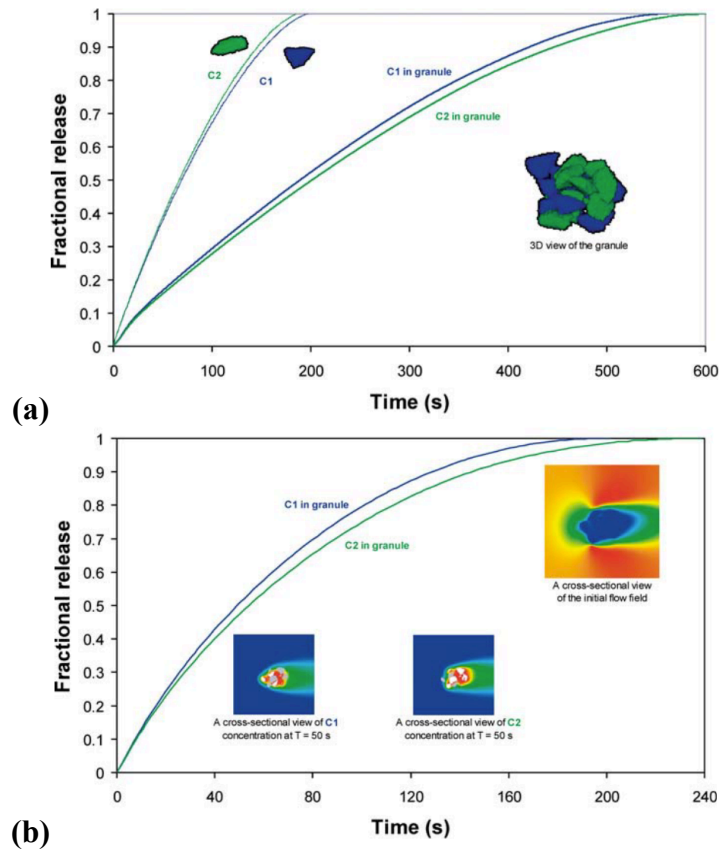 1
0.9
0.8
0.7
0.6
0.5
0.4
0.3
0.2
0.1
0
Fractional release
C2
C1
C1 in granule
C2 in granule
3D view of the granule
0 100 200 300 400 500 600
Time (s)
(a)
1
0.9
0.8
0.7
0.6
0.5
0.4
0.3
0.2
0.1
0
Fractional release
C1 in granule
C2 in granule
A cross-sectional view
of the initial flow field
A cross-sectional view of C1
concentration at T = 50 s
A cross-sectional view of C2
concentration at T = 50 s
0 40 80 120 160 200 240
Time (s)
(b)